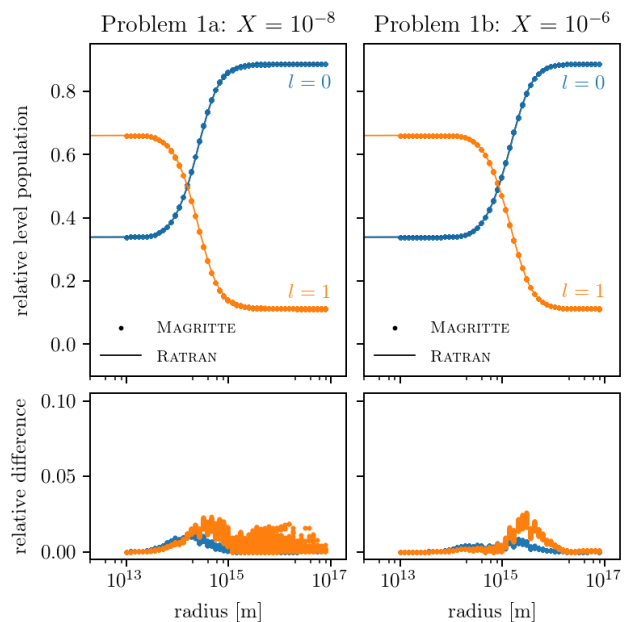 Problem 1a: X = 10⁻⁸
Problem 1b: X = 10⁻⁶
relative level population
0.8
0.6
0.4
0.2
0.0
l = 0
l = 1
Magritte
Ratran
l = 0
l = 1
Magritte
Ratran
relative difference
0.10
0.05
0.00
10¹³
10¹⁵
10¹⁷
10¹³
10¹⁵
10¹⁷
radius [m]
radius [m]